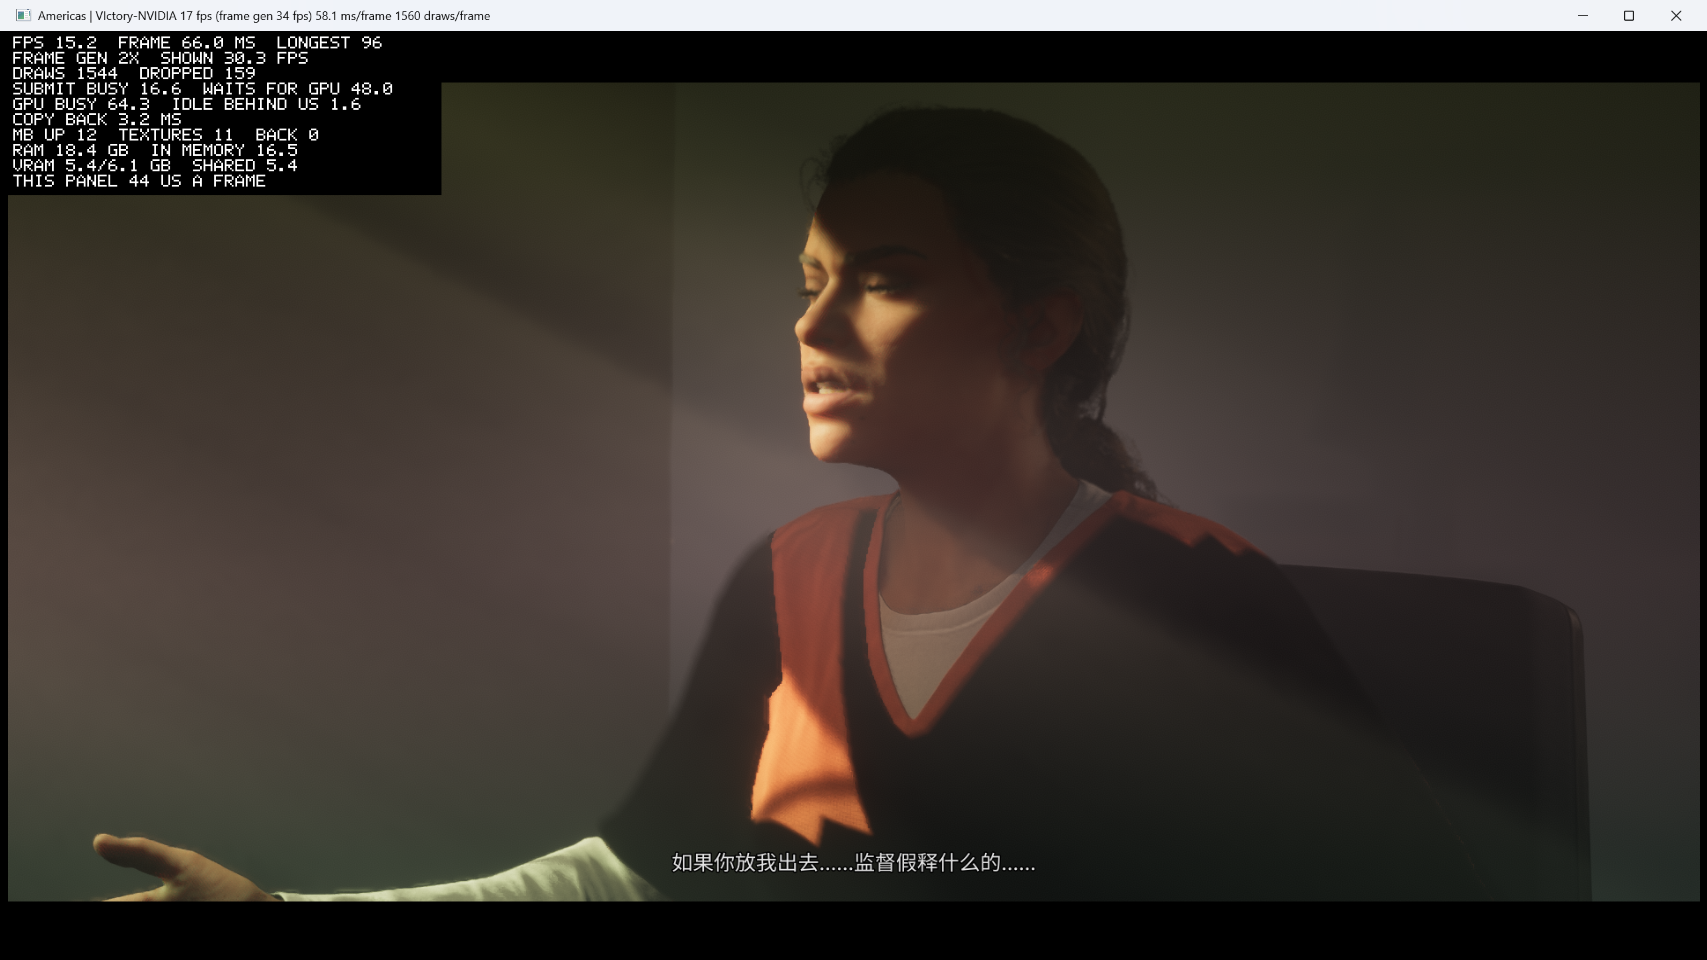 Americas | VIctory-NVIDIA 17 fps (frame gen 34 fps) 58.1 ms/frame 1560 draws/frame
FPS 15.2  FRAME 66.0 MS  LONGEST 96
FRAME GEN 2X  SHOWN 30.3 FPS
DRAWS 1544  DROPPED 159
SUBMIT BUSY 16.6  WAITS FOR GPU 48.0
GPU BUSY 64.3  IDLE BEHIND US 1.6
COPY BACK 3.2 MS
MB UP 12  TEXTURES 11  BACK 0
RAM 18.4 GB  IN MEMORY 16.5
VRAM 5.4/6.1 GB  SHARED 5.4
THIS PANEL 44 US A FRAME
如果你放我出去……监督假释什么的……